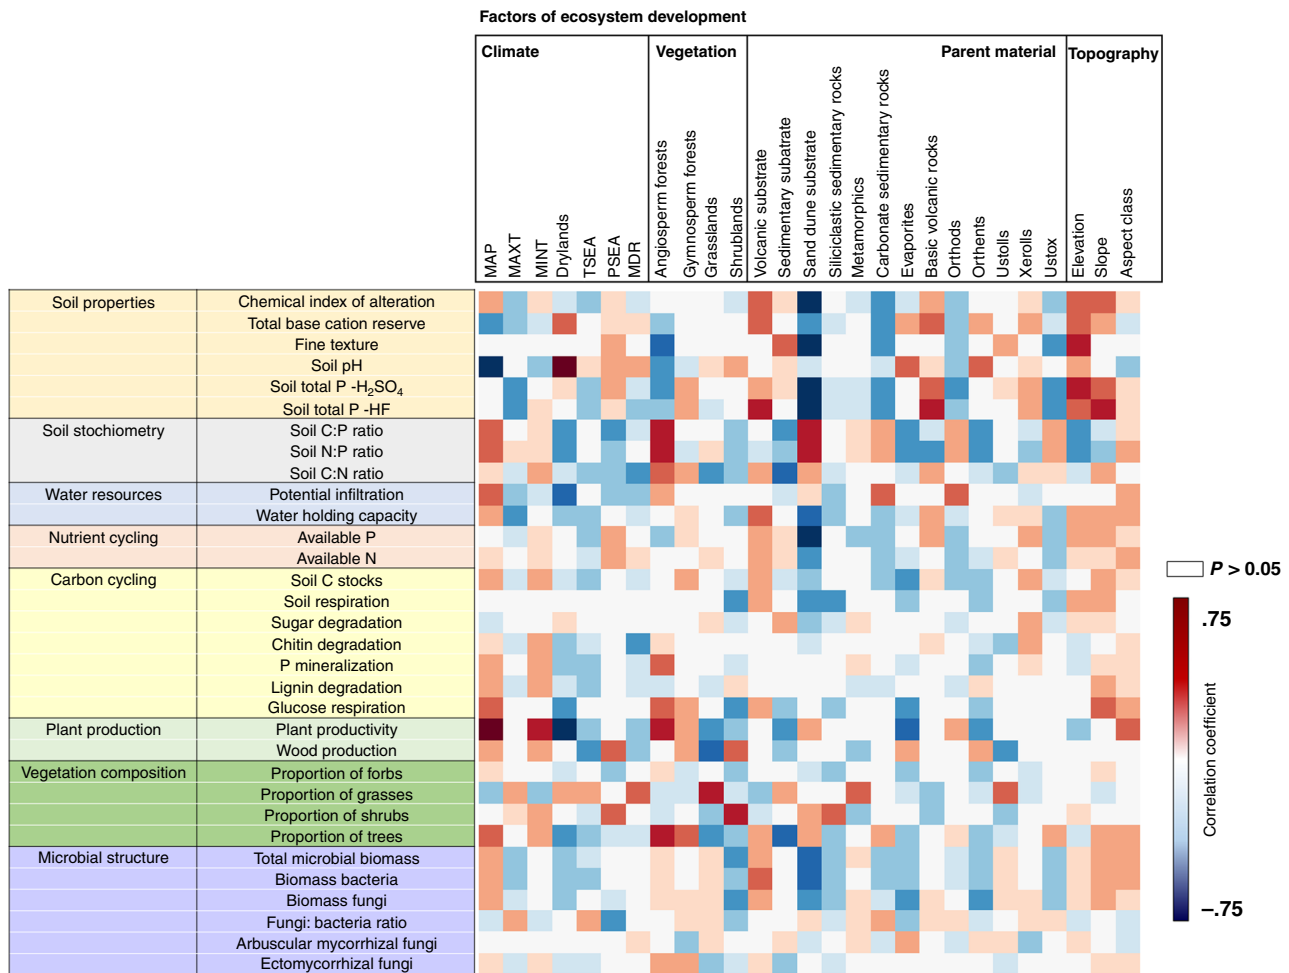 Factors of ecosystem development
Climate
Vegetation
Parent material
Topography
MAP
MAXT
MINT
Drylands
TSEA
PSEA
MDR
Angiosperm forests
Gymnosperm forests
Grasslands
Shrublands
Volcanic substrate
Sedimentary subatrate
Sand dune substrate
Siliciclastic sedimentary rocks
Metamorphics
Carbonate sedimentary rocks
Evaporites
Basic volcanic rocks
Orthods
Orthents
Ustolls
Xerolls
Ustox
Elevation
Slope
Aspect class
Soil properties
Chemical index of alteration
Total base cation reserve
Fine texture
Soil pH
Soil total P -H₂SO₄
Soil total P -HF
Soil stochiometry
Soil C:P ratio
Soil N:P ratio
Soil C:N ratio
Water resources
Potential infiltration
Water holding capacity
Nutrient cycling
Available P
Available N
Carbon cycling
Soil C stocks
Soil respiration
Sugar degradation
Chitin degradation
P mineralization
Lignin degradation
Glucose respiration
Plant production
Plant productivity
Wood production
Vegetation composition
Proportion of forbs
Proportion of grasses
Proportion of shrubs
Proportion of trees
Microbial structure
Total microbial biomass
Biomass bacteria
Biomass fungi
Fungi: bacteria ratio
Arbuscular mycorrhizal fungi
Ectomycorrhizal fungi
P > 0.05
.75
Correlation coefficient
–.75